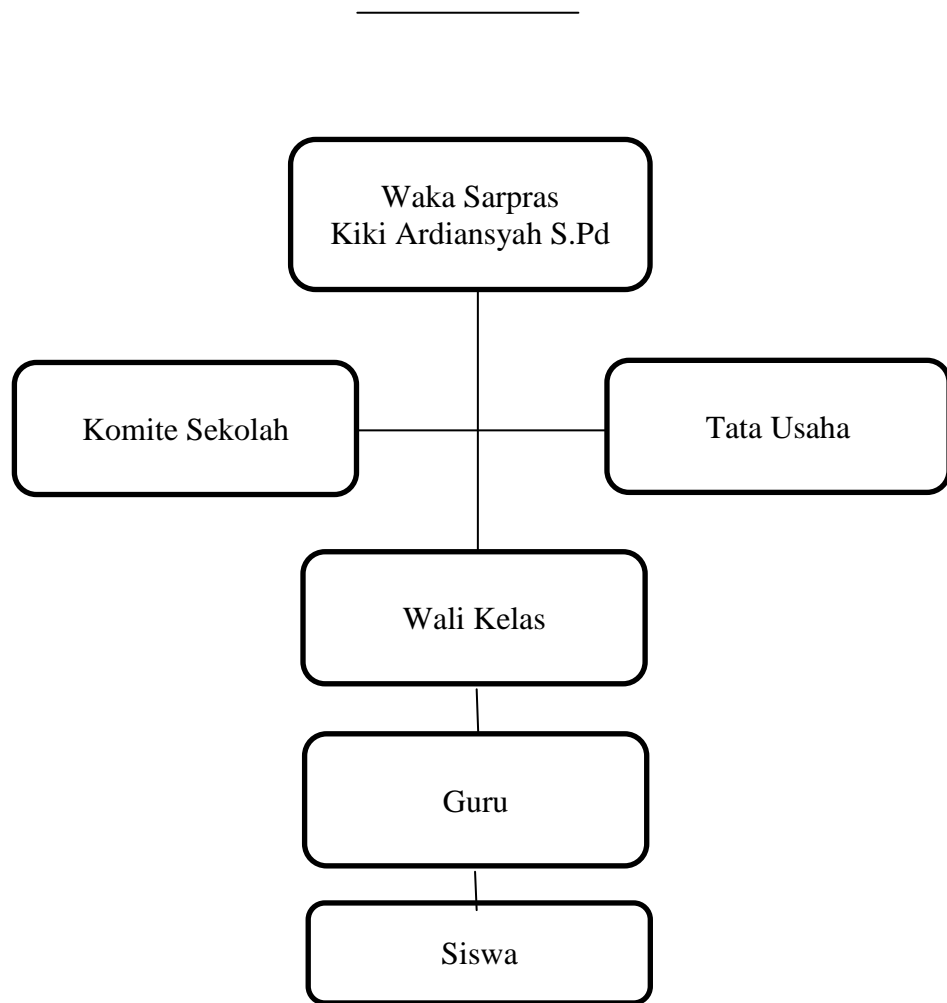 Waka Sarpras
Kiki Ardiansyah S.Pd
Komite Sekolah
Tata Usaha
Wali Kelas
Guru
Siswa